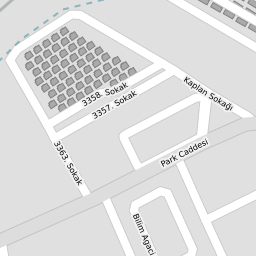 3358. Sokak
Kaplan Sokağı
3357. Sokak
3363. Sokak
Park Caddesi
Bilim Agaci